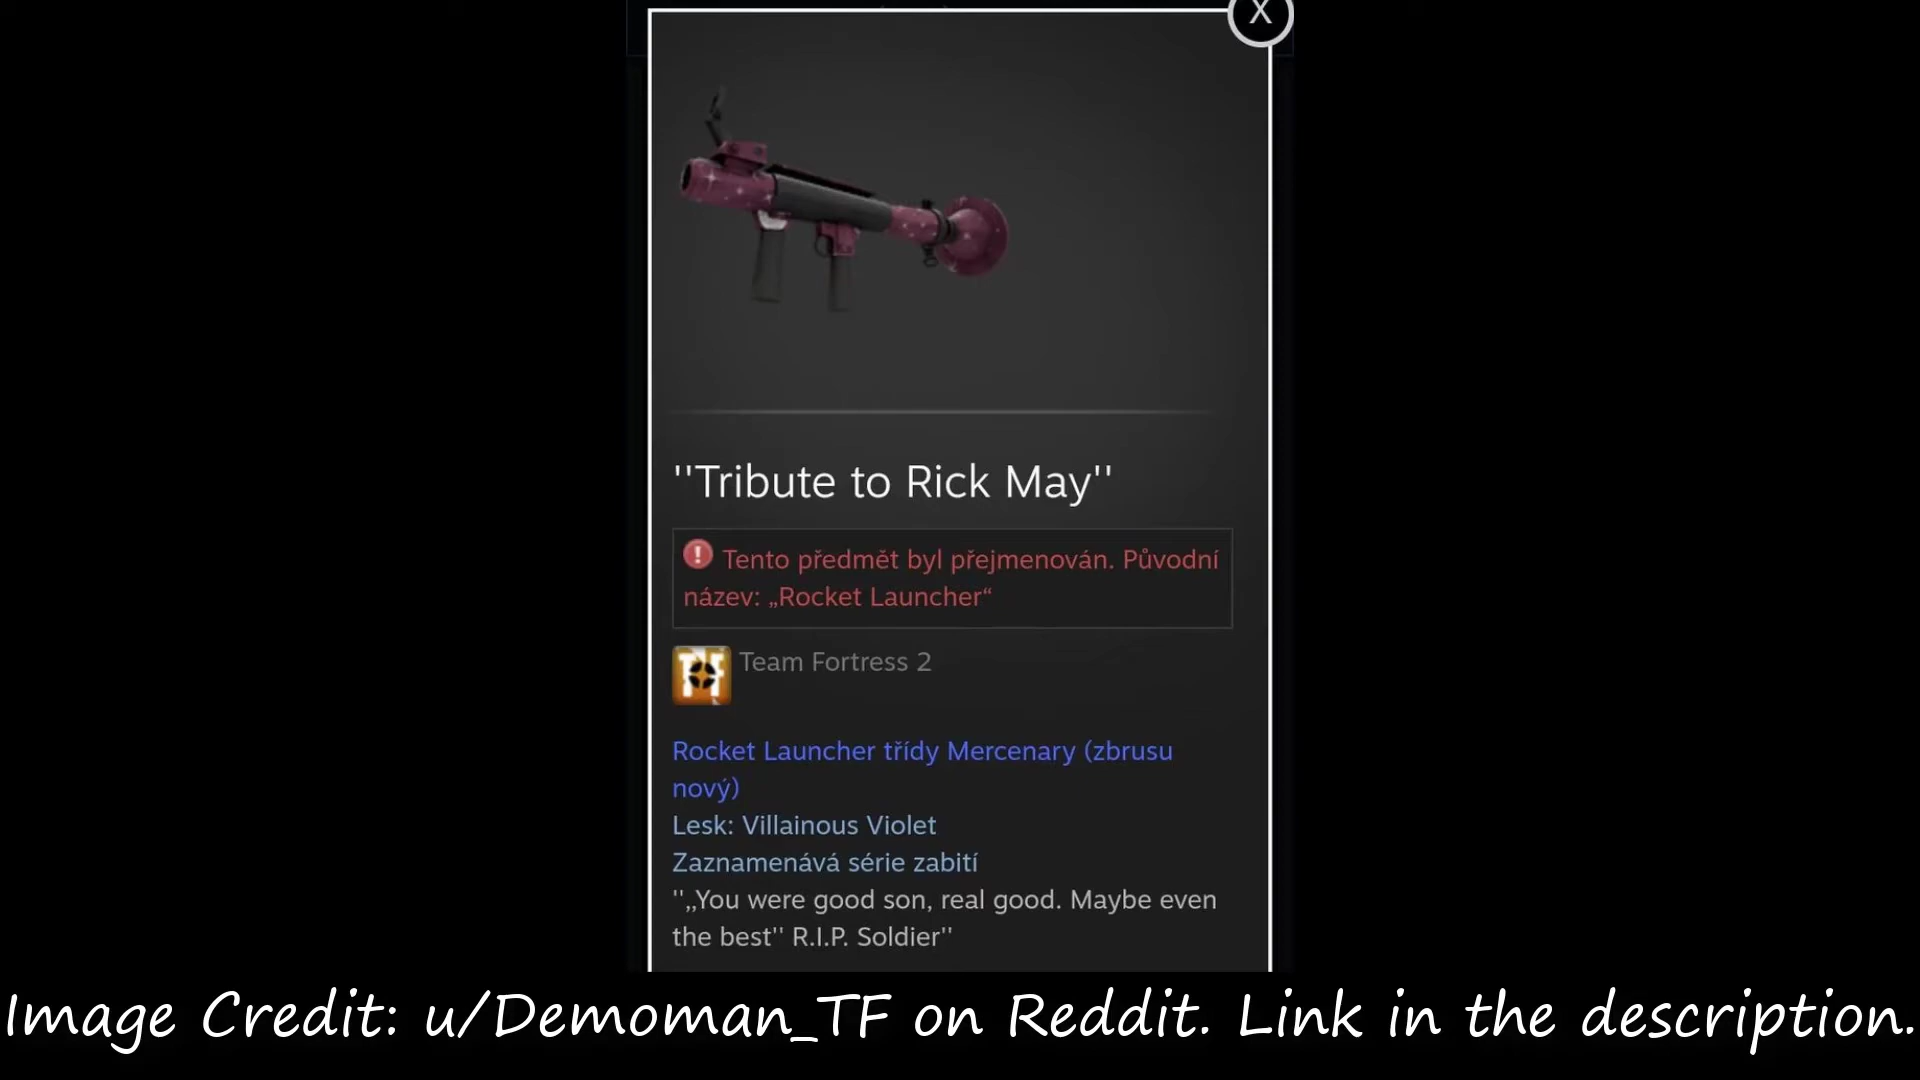 X
''Tribute to Rick May''
! Tento předmět byl přejmenován. Původní
název: „Rocket Launcher“
TF
Team Fortress 2
Rocket Launcher třídy Mercenary (zbrusu
nový)
Lesk: Villainous Violet
Zaznamenává série zabití
'',,You were good son, real good. Maybe even
the best'' R.I.P. Soldier''
Image Credit: u/Demoman_TF on Reddit. Link in the description.